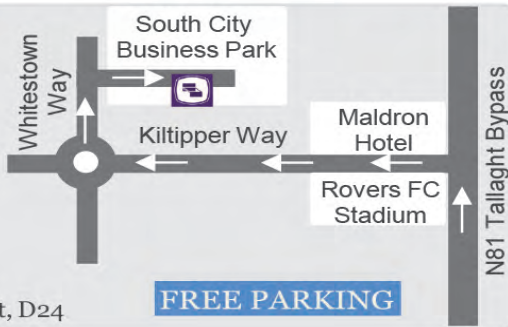 South City
Business Park
Whitestown
Way
Kiltipper Way
Maldron
Hotel
Rovers FC
Stadium
N81 Tallaght Bypass
t, D24
FREE PARKING